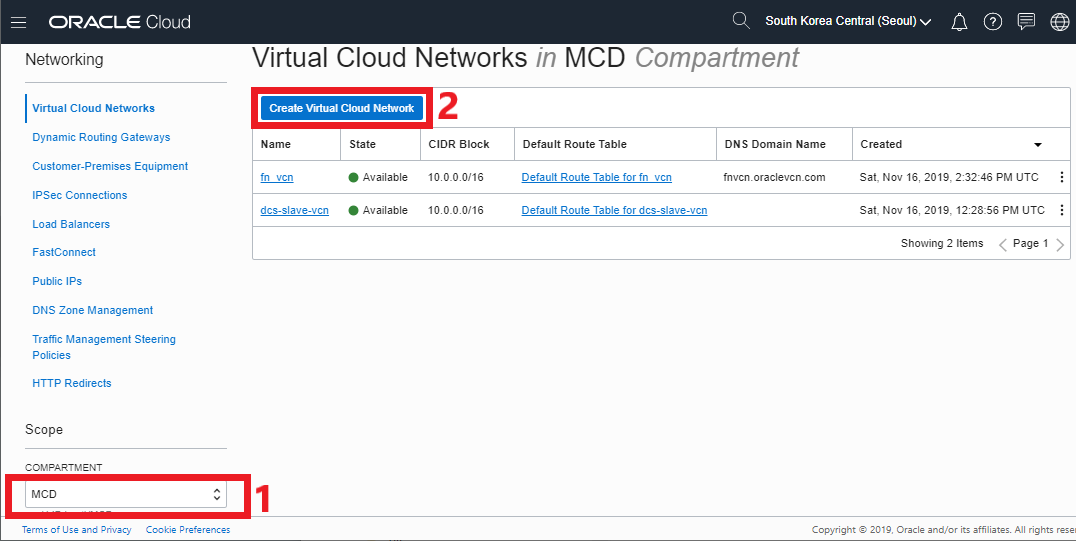 ORACLE Cloud
South Korea Central (Seoul)
Networking
Virtual Cloud Networks
Dynamic Routing Gateways
Customer-Premises Equipment
IPSec Connections
Load Balancers
FastConnect
Public IPs
DNS Zone Management
Traffic Management Steering
Policies
HTTP Redirects
Scope
COMPARTMENT
MCD
1
Virtual Cloud Networks in MCD Compartment
Create Virtual Cloud Network
2
Name State CIDR Block Default Route Table DNS Domain Name Created
fn_vcn Available 10.0.0.0/16 Default Route Table for fn_vcn fnvcn.oraclevcn.com Sat, Nov 16, 2019, 2:32:46 PM UTC
dcs-slave-vcn Available 10.0.0.0/16 Default Route Table for dcs-slave-vcn Sat, Nov 16, 2019, 12:28:56 PM UTC
Showing 2 Items Page 1
Terms of Use and Privacy Cookie Preferences
Copyright © 2019, Oracle and/or its affiliates. All rights rese